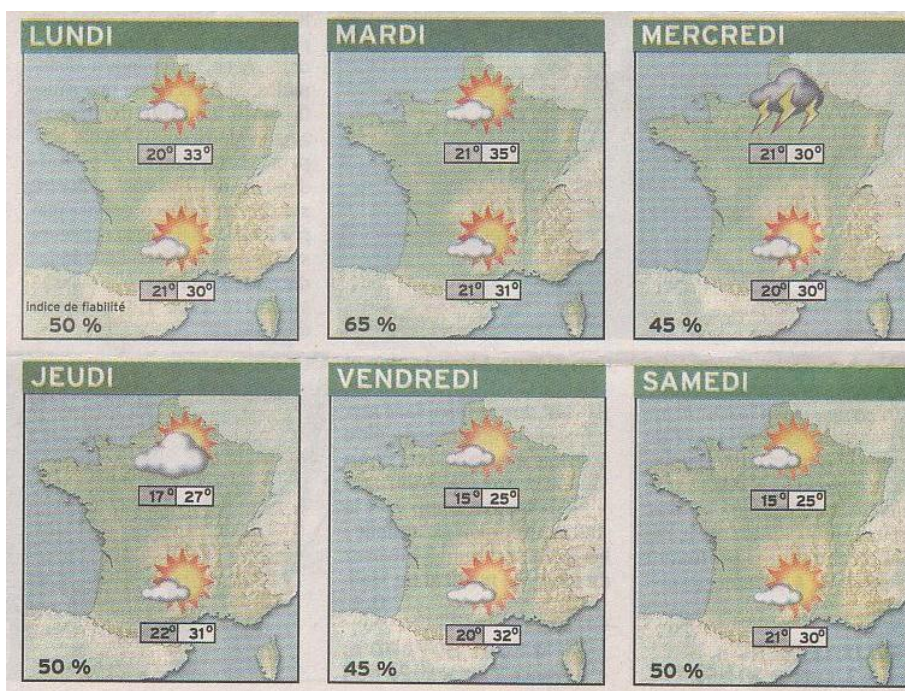 LUNDI
20° 33°
21° 30°
indice de fiabilité
50 %
MARDI
21° 35°
21° 31°
65 %
MERCREDI
21° 30°
20° 30°
45 %
JEUDI
17° 27°
22° 31°
50 %
VENDREDI
15° 25°
20° 32°
45 %
SAMEDI
15° 25°
21° 30°
50 %